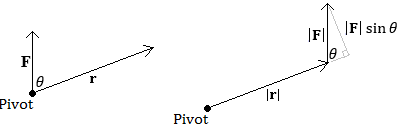 F
θ
r
Pivot
|F|
|F| sin θ
θ
|r|
Pivot